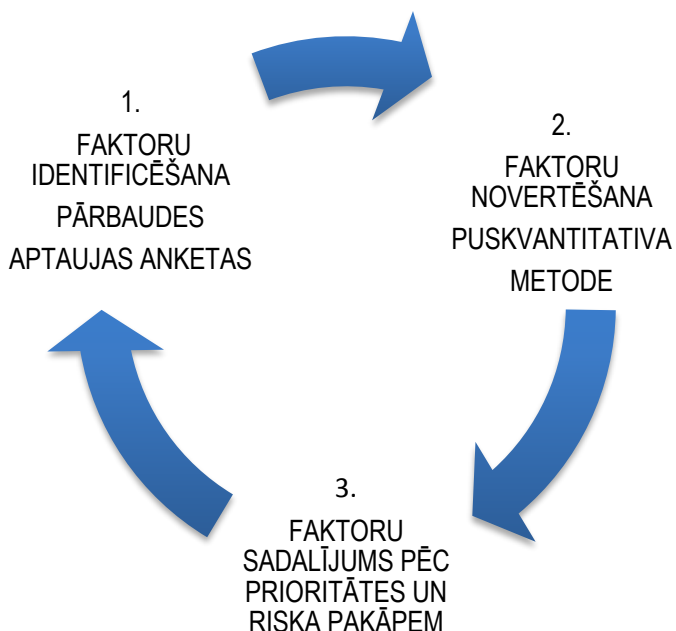 1.
FAKTORU
IDENTIFICĒŠANA
PĀRBAUDES
APTAUJAS ANKETAS
2.
FAKTORU
NOVERTĒŠANA
PUSKVANTITATIVA
METODE
3.
FAKTORU
SADALĪJUMS PĒC
PRIORITĀTES UN
RISKA PAKĀPEM